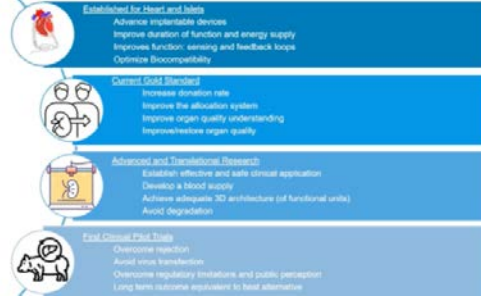 Established for Heart and Islets
Advance implantable devices
Improve duration of function and energy supply
Improves function: sensing and feedback loops
Optimize Biocompatibility
Current Gold Standard
Increase donation rate
Improve the allocation system
Improve organ quality understanding
Improve/restore organ quality
Advanced and Translational Research
Establish effective and safe clinical application
Develop a blood supply
Achieve adequate 3D architecture (of functional units)
Avoid degradation
First Clinical Pilot Trials
Overcome rejection
Avoid virus transfection
Overcome regulatory limitations and public perception
Long term outcome equivalent to best alternative